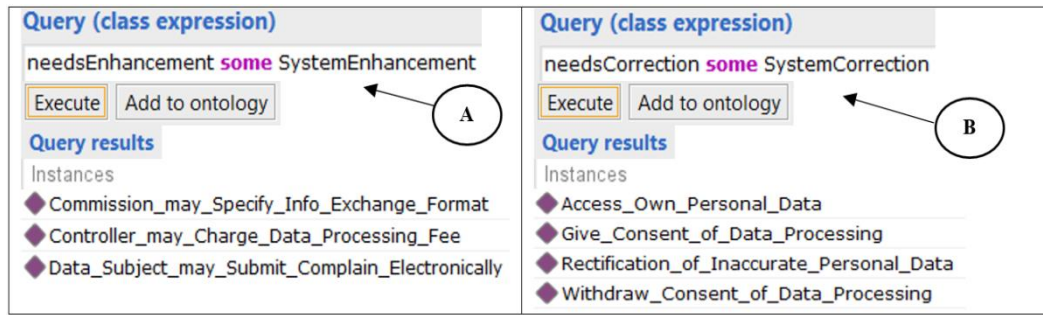 Query (class expression)
needsEnhancement some SystemEnhancement
Execute Add to ontology
A
Query results
Instances
Commission_may_Specify_Info_Exchange_Format
Controller_may_Charge_Data_Processing_Fee
Data_Subject_may_Submit_Complain_Electronically
Query (class expression)
needsCorrection some SystemCorrection
Execute Add to ontology
B
Query results
Instances
Access_Own_Personal_Data
Give_Consent_of_Data_Processing
Rectification_of_Inaccurate_Personal_Data
Withdraw_Consent_of_Data_Processing